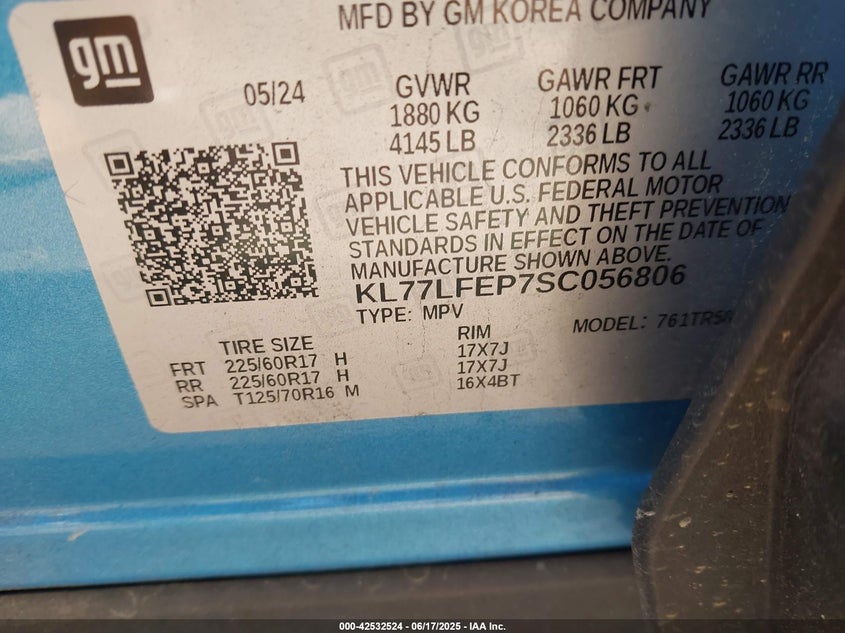 MFD BY GM KOREA COMPANY
gm
05/24
GVWR GAWR FRT GAWR RR
1880 KG 1060 KG 1060 KG
4145 LB 2336 LB 2336 LB
THIS VEHICLE CONFORMS TO ALL
APPLICABLE U.S. FEDERAL MOTOR
VEHICLE SAFETY AND THEFT PREVENTION
STANDARDS IN EFFECT ON THE DATE OF
MANUFACTURE SHOWN ABOVE.
KL77LFEP7SC056806
TYPE: MPV MODEL:
TIRE SIZE RIM
FRT 225/60R17 H 17X7J
RR 225/60R17 H 17X7J
SPA T125/70R16 M 16X4BT
000-42532524 - 06/17/2025 - IAA Inc.